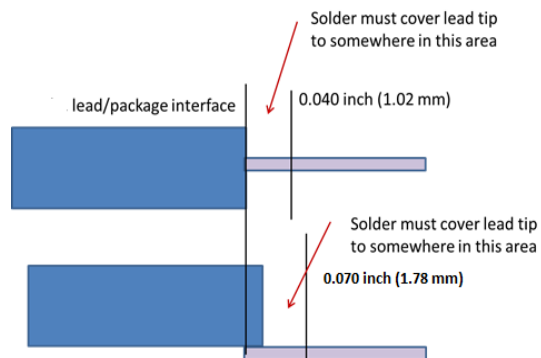 Solder must cover lead tip
to somewhere in this area
lead/package interface
0.040 inch (1.02 mm)
Solder must cover lead tip
to somewhere in this area
0.070 inch (1.78 mm)